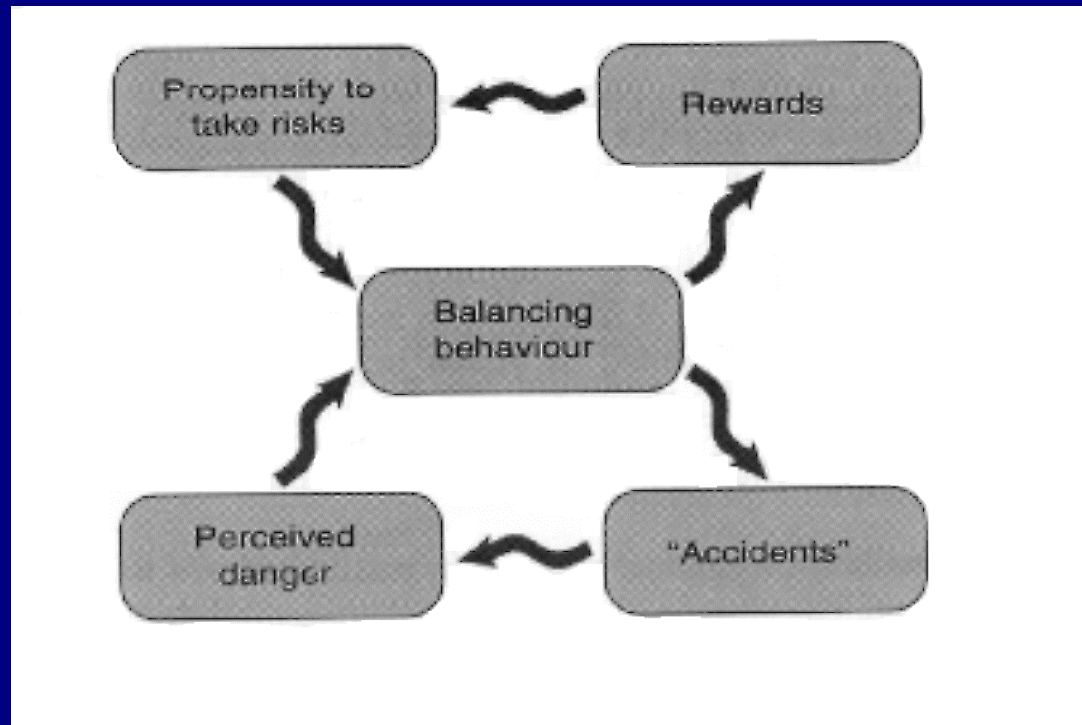 Propensity to
take risks
Rewards
Balancing
behaviour
Perceived
danger
“Accidents”